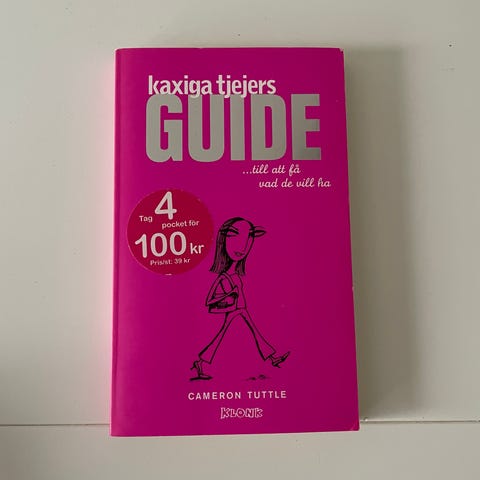 kaxiga tjejers
GUIDE
...till att få
vad de vill ha
Tag 4
pocket för
100 kr
Pris/st: 39 kr
CAMERON TUTTLE
KLONK